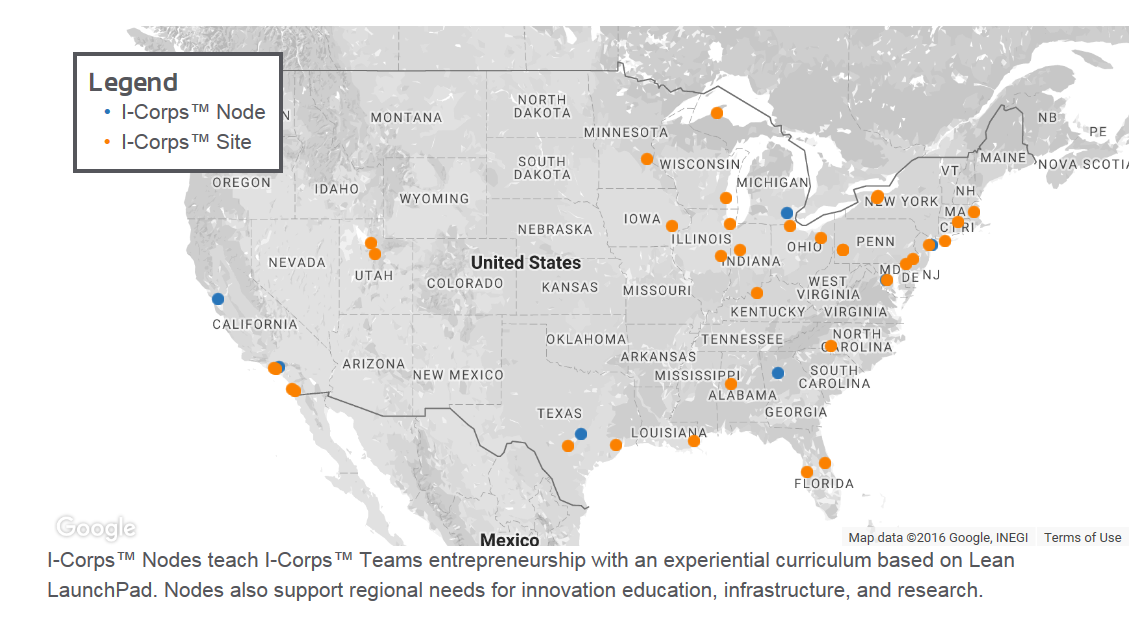 Legend
• I-Corps™ Node
• I-Corps™ Site
N
MONTANA
NORTH
DAKOTA
MINNESOTA
NB
PE
SOUTH
DAKOTA
WISCONSIN
MICHIGAN
VT
MAINE
NOVA SCOTI
OREGON
IDAHO
WYOMING
NH
NEW YORK
MA
CT
RI
IOWA
NEBRASKA
ILLINOIS
INDIANA
OHIO
PENN
NEVADA
UTAH
United States
COLORADO
KANSAS
MISSOURI
MD
DE
NJ
WEST
VIRGINIA
KENTUCKY
VIRGINIA
CALIFORNIA
OKLAHOMA
TENNESSEE
NORTH
CAROLINA
ARIZONA
NEW MEXICO
ARKANSAS
MISSISSIPPI
SOUTH
CAROLINA
ALABAMA
TEXAS
GEORGIA
LOUISIANA
FLORIDA
Google
Mexico
Map data ©2016 Google, INEGI
Terms of Use
I-Corps™ Nodes teach I-Corps™ Teams entrepreneurship with an experiential curriculum based on Lean
LaunchPad. Nodes also support regional needs for innovation education, infrastructure, and research.